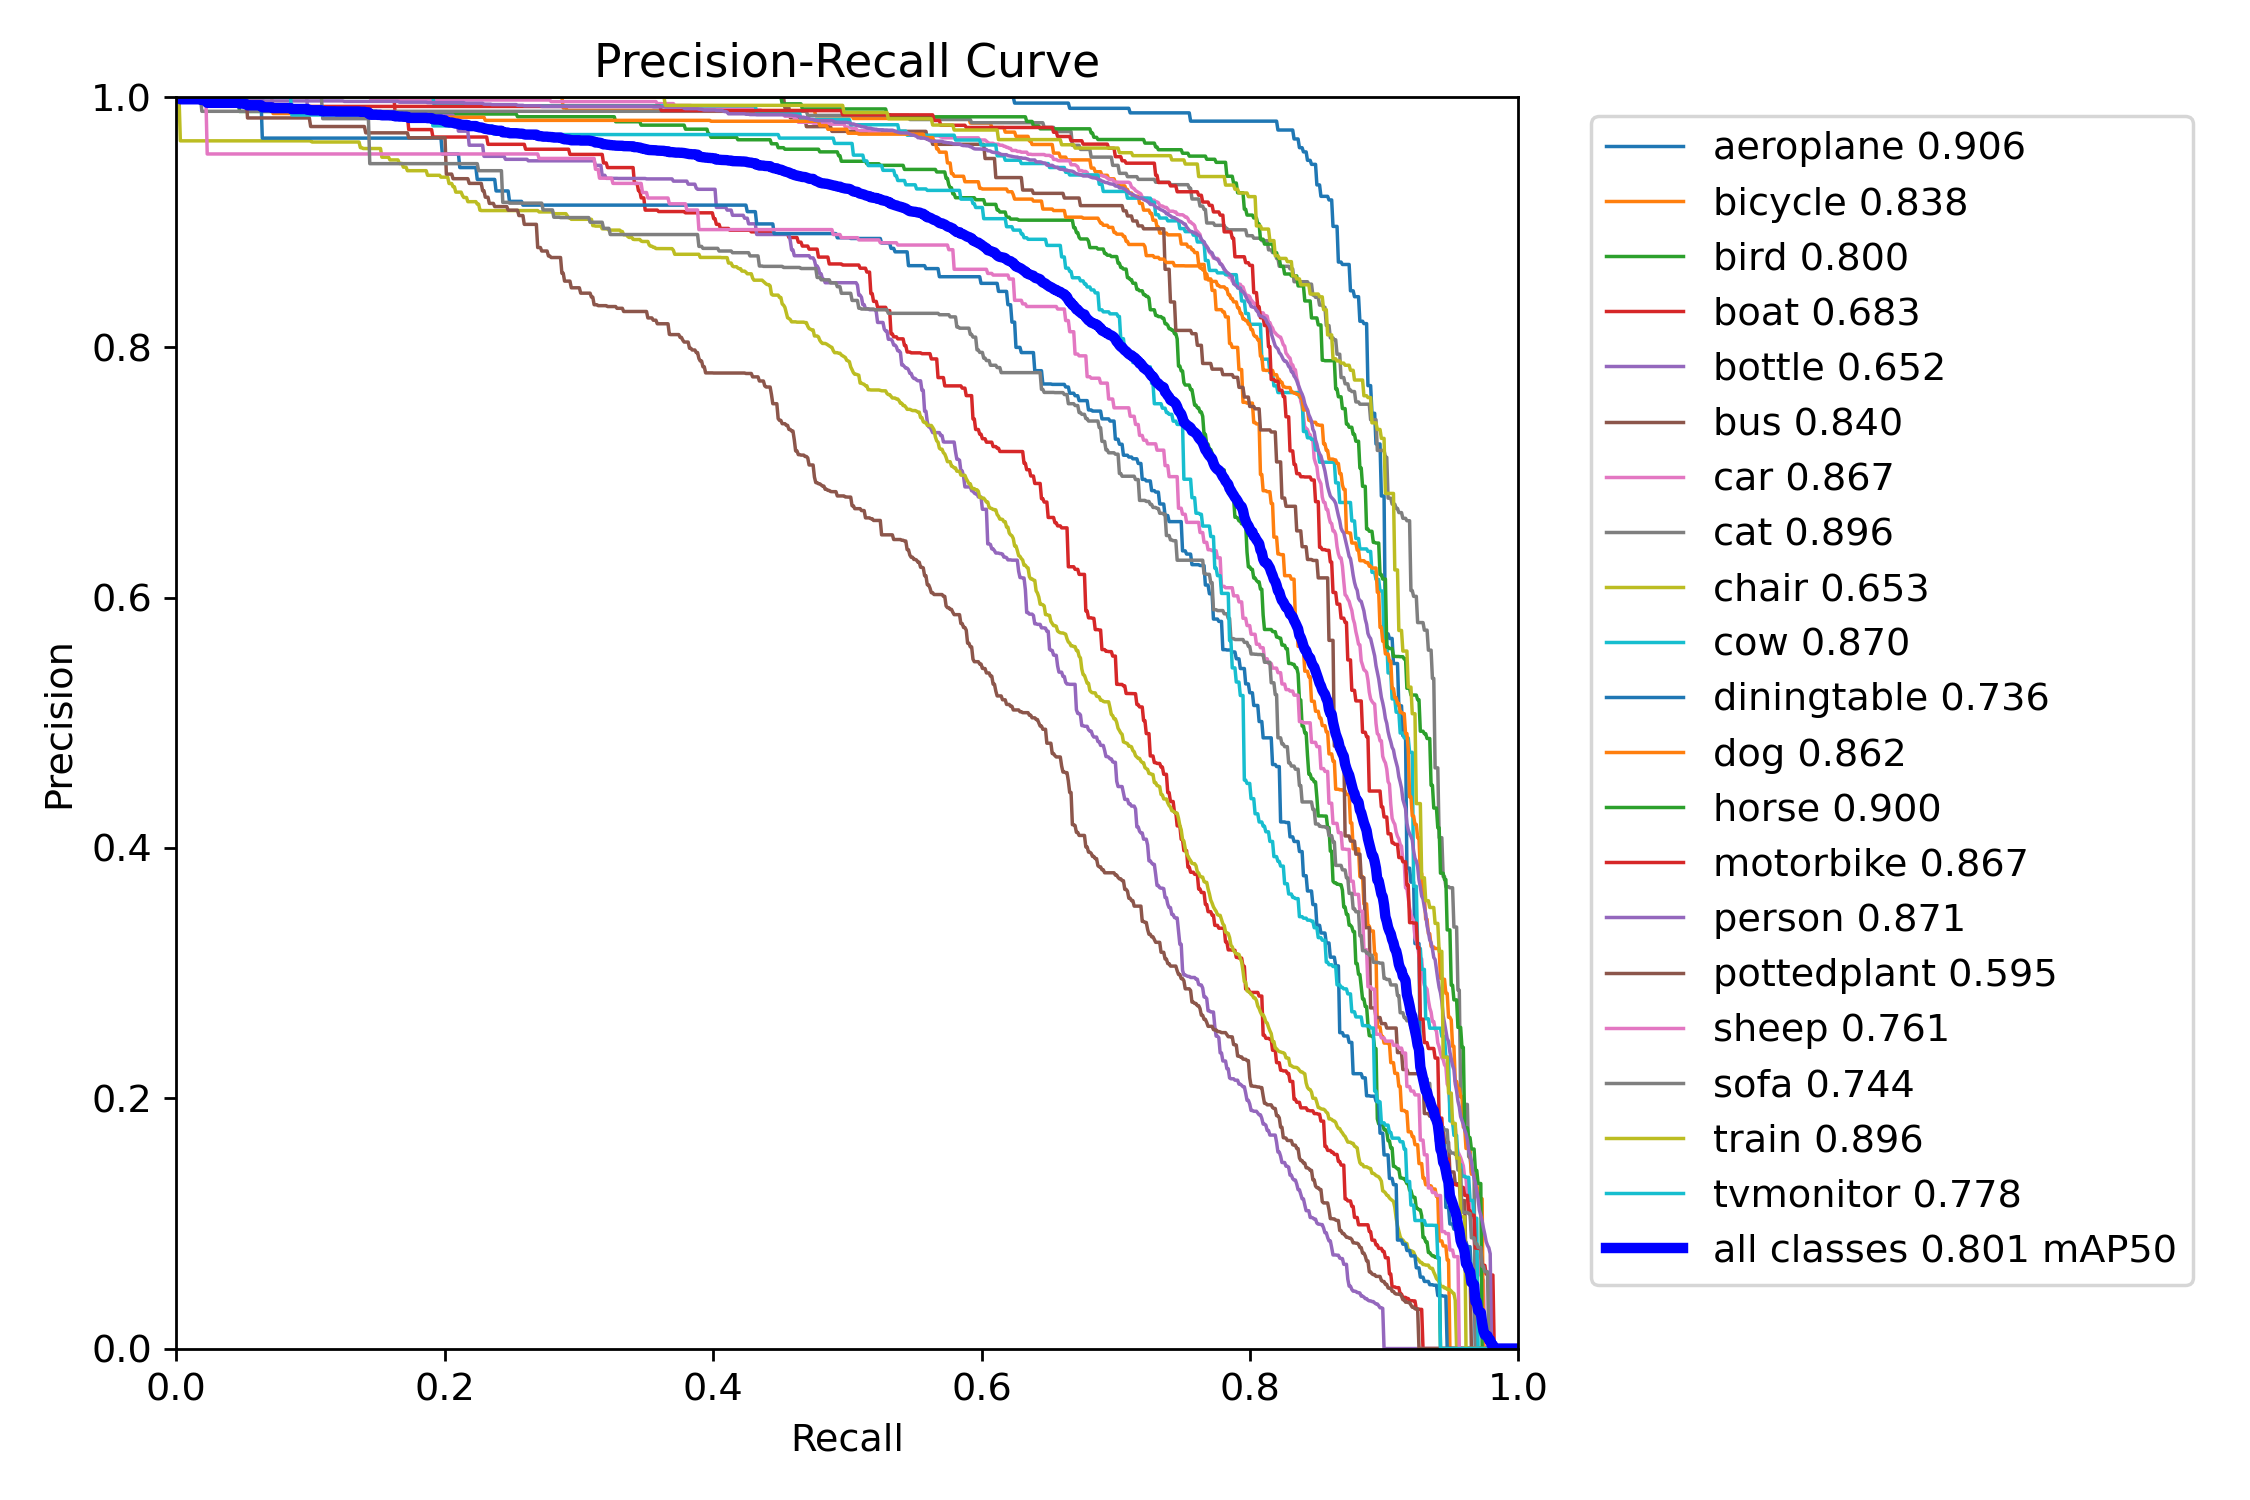 Precision-Recall Curve
1.0
0.8
0.6
0.4
0.2
0.0
Precision
0.0 0.2 0.4 0.6 0.8 1.0
Recall
aeroplane 0.906
bicycle 0.838
bird 0.800
boat 0.683
bottle 0.652
bus 0.840
car 0.867
cat 0.896
chair 0.653
cow 0.870
diningtable 0.736
dog 0.862
horse 0.900
motorbike 0.867
person 0.871
pottedplant 0.595
sheep 0.761
sofa 0.744
train 0.896
tvmonitor 0.778
all classes 0.801 mAP50